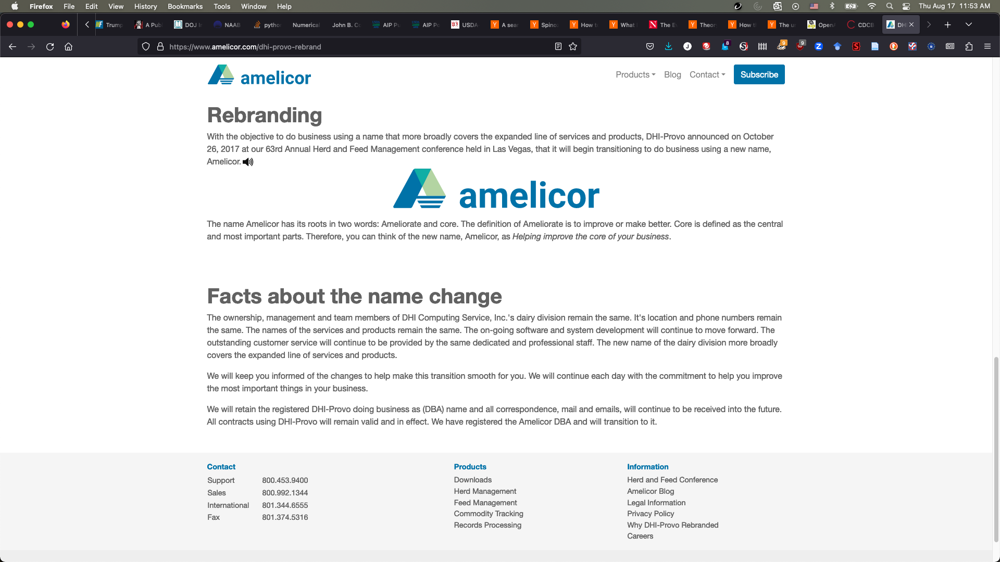 Firefox File Edit View History Bookmarks Tools Window Help Thu Aug 17 11:53 AM
Trump A Pub DOJ I NAAB pytho Numerical John B. Co AIP Pu AIP Po USDA A sear Spino How t What The E Theor How t The u Open CDCB DHI
https://www.amelicor.com/dhi-provo-rebrand 8 9 9
amelicor Products Blog Contact Subscribe
Rebranding
With the objective to do business using a name that more broadly covers the expanded line of services and products, DHI-Provo announced on October
26, 2017 at our 63rd Annual Herd and Feed Management conference held in Las Vegas, that it will begin transitioning to do business using a new name,
Amelicor.
amelicor
The name Amelicor has its roots in two words: Ameliorate and core. The definition of Ameliorate is to improve or make better. Core is defined as the central
and most important parts. Therefore, you can think of the new name, Amelicor, as Helping improve the core of your business.
Facts about the name change
The ownership, management and team members of DHI Computing Service, Inc.'s dairy division remain the same. It's location and phone numbers remain
the same. The names of the services and products remain the same. The on-going software and system development will continue to move forward. The
outstanding customer service will continue to be provided by the same dedicated and professional staff. The new name of the dairy division more broadly
covers the expanded line of services and products.
We will keep you informed of the changes to help make this transition smooth for you. We will continue each day with the commitment to help you improve
the most important things in your business.
We will retain the registered DHI-Provo doing business as (DBA) name and all correspondence, mail and emails, will continue to be received into the future.
All contracts using DHI-Provo will remain valid and in effect. We have registered the Amelicor DBA and will transition to it.
Contact
Support 800.453.9400
Sales 800.992.1344
International 801.344.6555
Fax 801.374.5316
Products
Downloads
Herd Management
Feed Management
Commodity Tracking
Records Processing
Information
Herd and Feed Conference
Amelicor Blog
Legal Information
Privacy Policy
Why DHI-Provo Rebranded
Careers